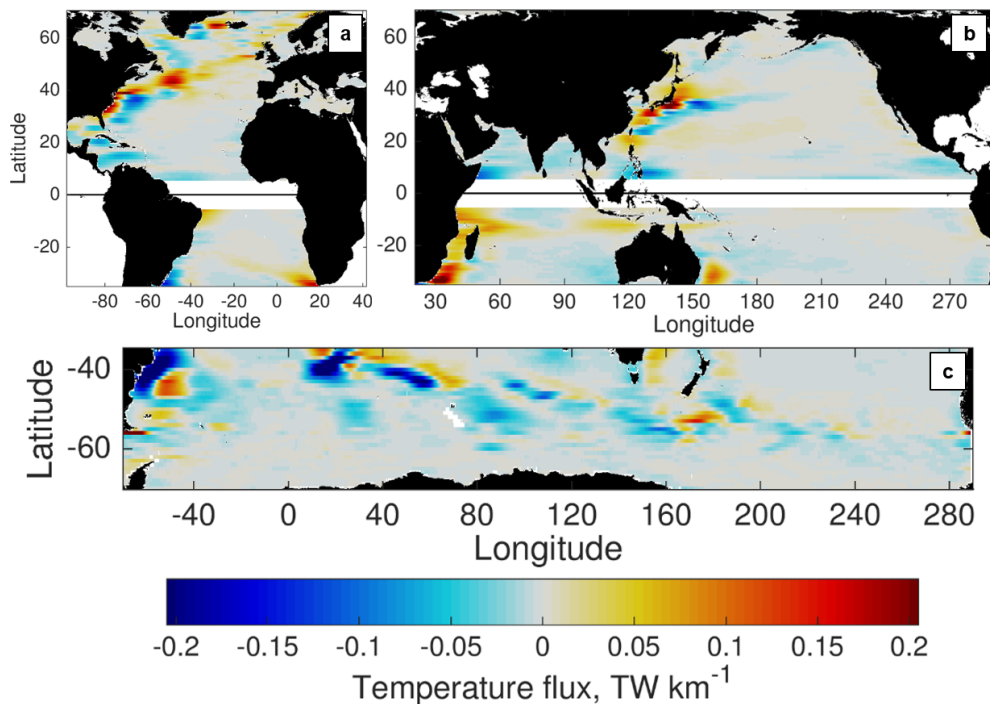 a
b
60
40
20
0
-20
Latitude
-80 -60 -40 -20 0 20 40
Longitude
60
40
20
0
-20
30 60 90 120 150 180 210 240 270
Longitude
c
-40
-60
Latitude
-40 0 40 80 120 160 200 240 280
Longitude
-0.2 -0.15 -0.1 -0.05 0 0.05 0.1 0.15 0.2
Temperature flux, TW km⁻¹